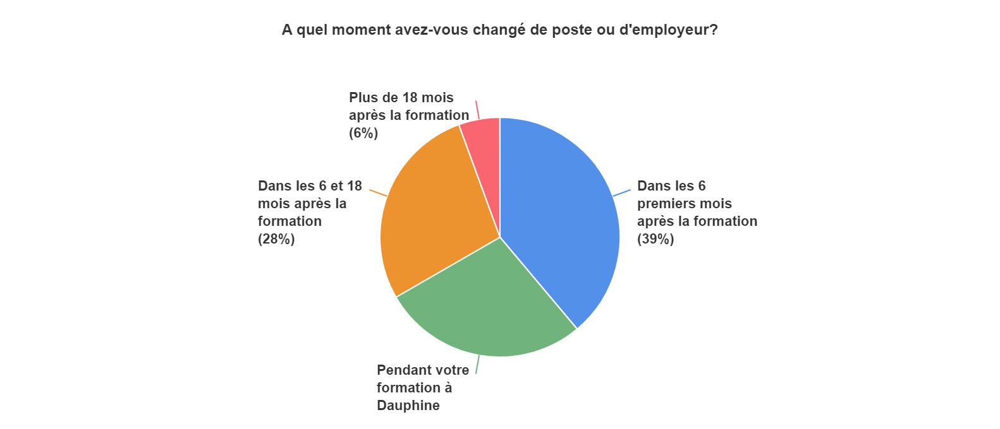 A quel moment avez-vous changé de poste ou d'employeur?
Plus de 18 mois
après la formation
(6%)
Dans les 6 et 18
mois après la
formation
(28%)
Dans les 6
premiers mois
après la formation
(39%)
Pendant votre
formation à
Dauphine